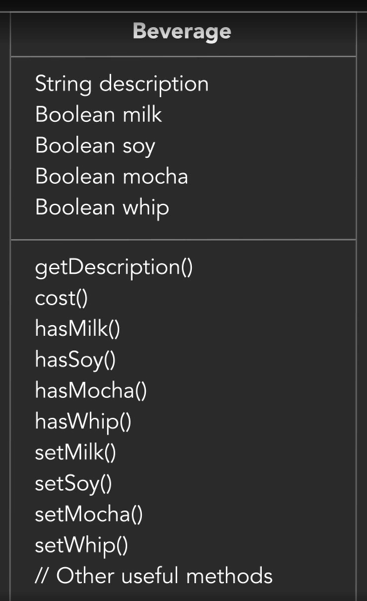 Beverage
String description
Boolean milk
Boolean soy
Boolean mocha
Boolean whip
getDescription()
cost()
hasMilk()
hasSoy()
hasMocha()
hasWhip()
setMilk()
setSoy()
setMocha()
setWhip()
// Other useful methods